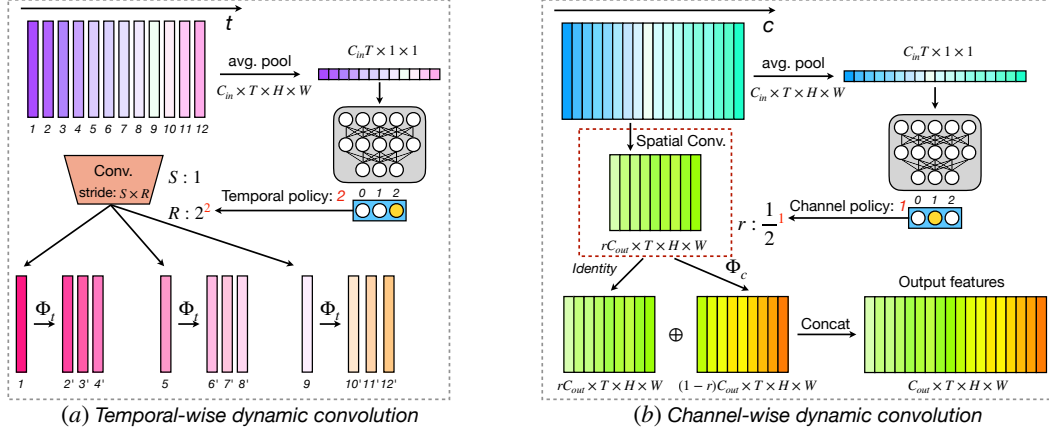 t
avg. pool
C_in × T × H × W
C_in T × 1 × 1
1 2 3 4 5 6 7 8 9 10 11 12
Conv.
stride: S × R
S : 1
R : 2^2
Temporal policy: 2
0 1 2
Φ_t
Φ_t
Φ_t
1 2' 3' 4' 5 6' 7' 8' 9 10' 11' 12'
(a) Temporal-wise dynamic convolution
c
avg. pool
C_in × T × H × W
C_in T × 1 × 1
Spatial Conv.
rC_out × T × H × W
r : 1/2^1
Channel policy: 1
0 1 2
Identity
Φ_c
Output features
⊕
Concat
rC_out × T × H × W
(1 − r)C_out × T × H × W
C_out × T × H × W
(b) Channel-wise dynamic convolution